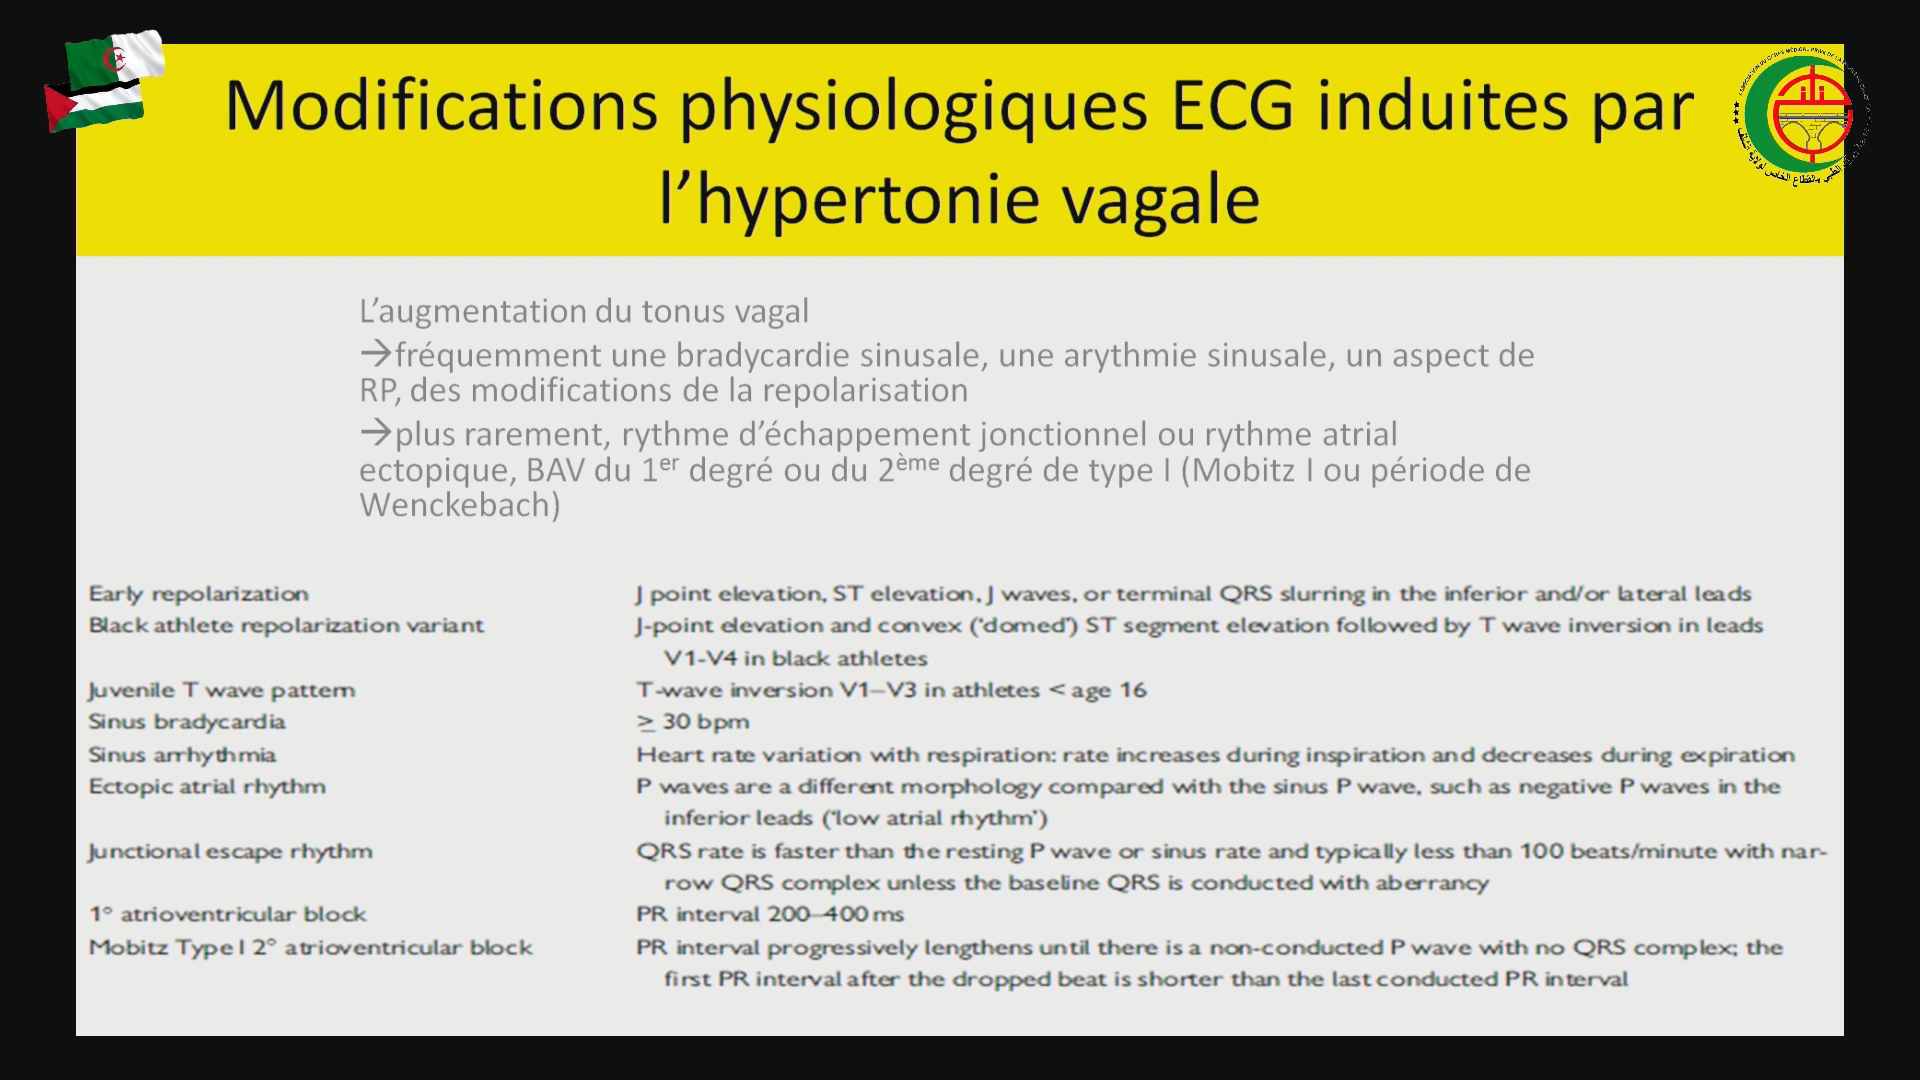 Modifications physiologiques ECG induites par
l’hypertonie vagale
L’augmentation du tonus vagal
→fréquemment une bradycardie sinusale, une arythmie sinusale, un aspect de
RP, des modifications de la repolarisation
→plus rarement, rythme d’échappement jonctionnel ou rythme atrial
ectopique, BAV du 1er degré ou du 2ème degré de type I (Mobitz I ou période de
Wenckebach)
Early repolarization J point elevation, ST elevation, J waves, or terminal QRS slurring in the inferior and/or lateral leads
Black athlete repolarization variant J-point elevation and convex (‘domed’) ST segment elevation followed by T wave inversion in leads
V1-V4 in black athletes
Juvenile T wave pattern T-wave inversion V1–V3 in athletes < age 16
Sinus bradycardia ≥ 30 bpm
Sinus arrhythmia Heart rate variation with respiration: rate increases during inspiration and decreases during expiration
Ectopic atrial rhythm P waves are a different morphology compared with the sinus P wave, such as negative P waves in the
inferior leads (‘low atrial rhythm’)
Junctional escape rhythm QRS rate is faster than the resting P wave or sinus rate and typically less than 100 beats/minute with nar-
row QRS complex unless the baseline QRS is conducted with aberrancy
1° atrioventricular block PR interval 200–400 ms
Mobitz Type I 2° atrioventricular block PR interval progressively lengthens until there is a non-conducted P wave with no QRS complex; the
first PR interval after the dropped beat is shorter than the last conducted PR interval